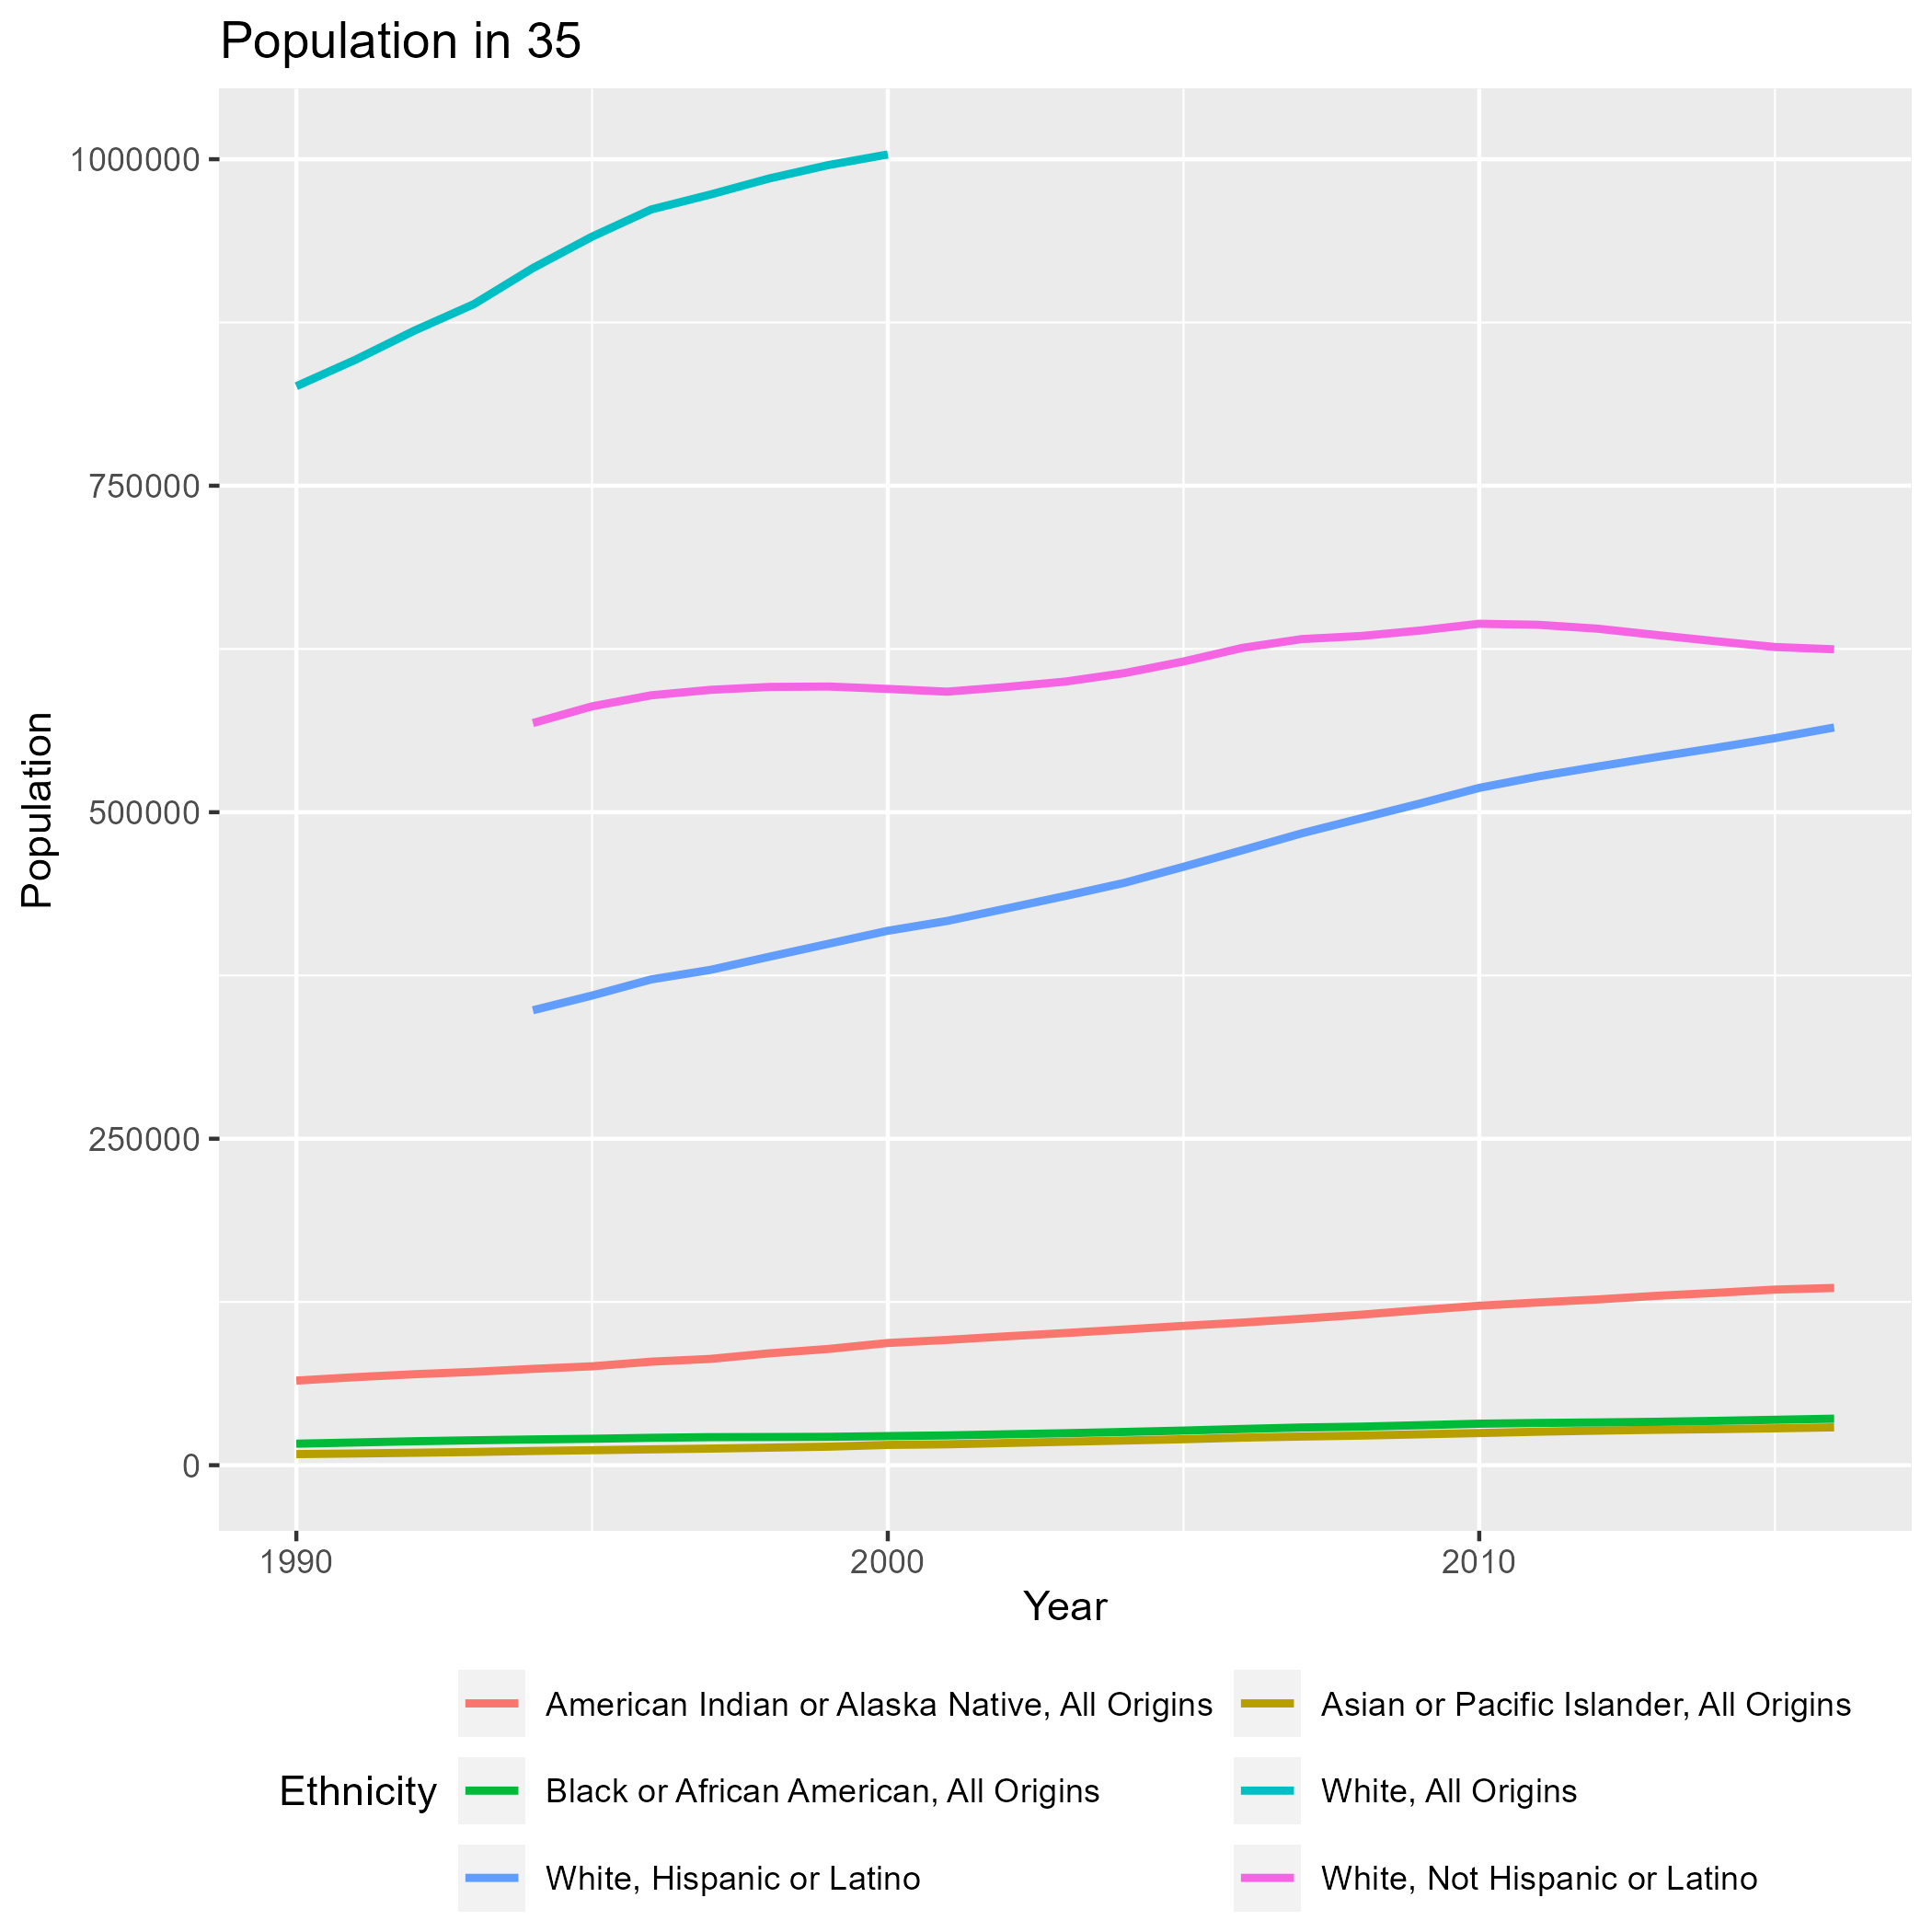 Population in 35
1000000
750000
500000
250000
0
Population
1990 2000 2010
Year
Ethnicity
American Indian or Alaska Native, All Origins
Asian or Pacific Islander, All Origins
Black or African American, All Origins
White, All Origins
White, Hispanic or Latino
White, Not Hispanic or Latino